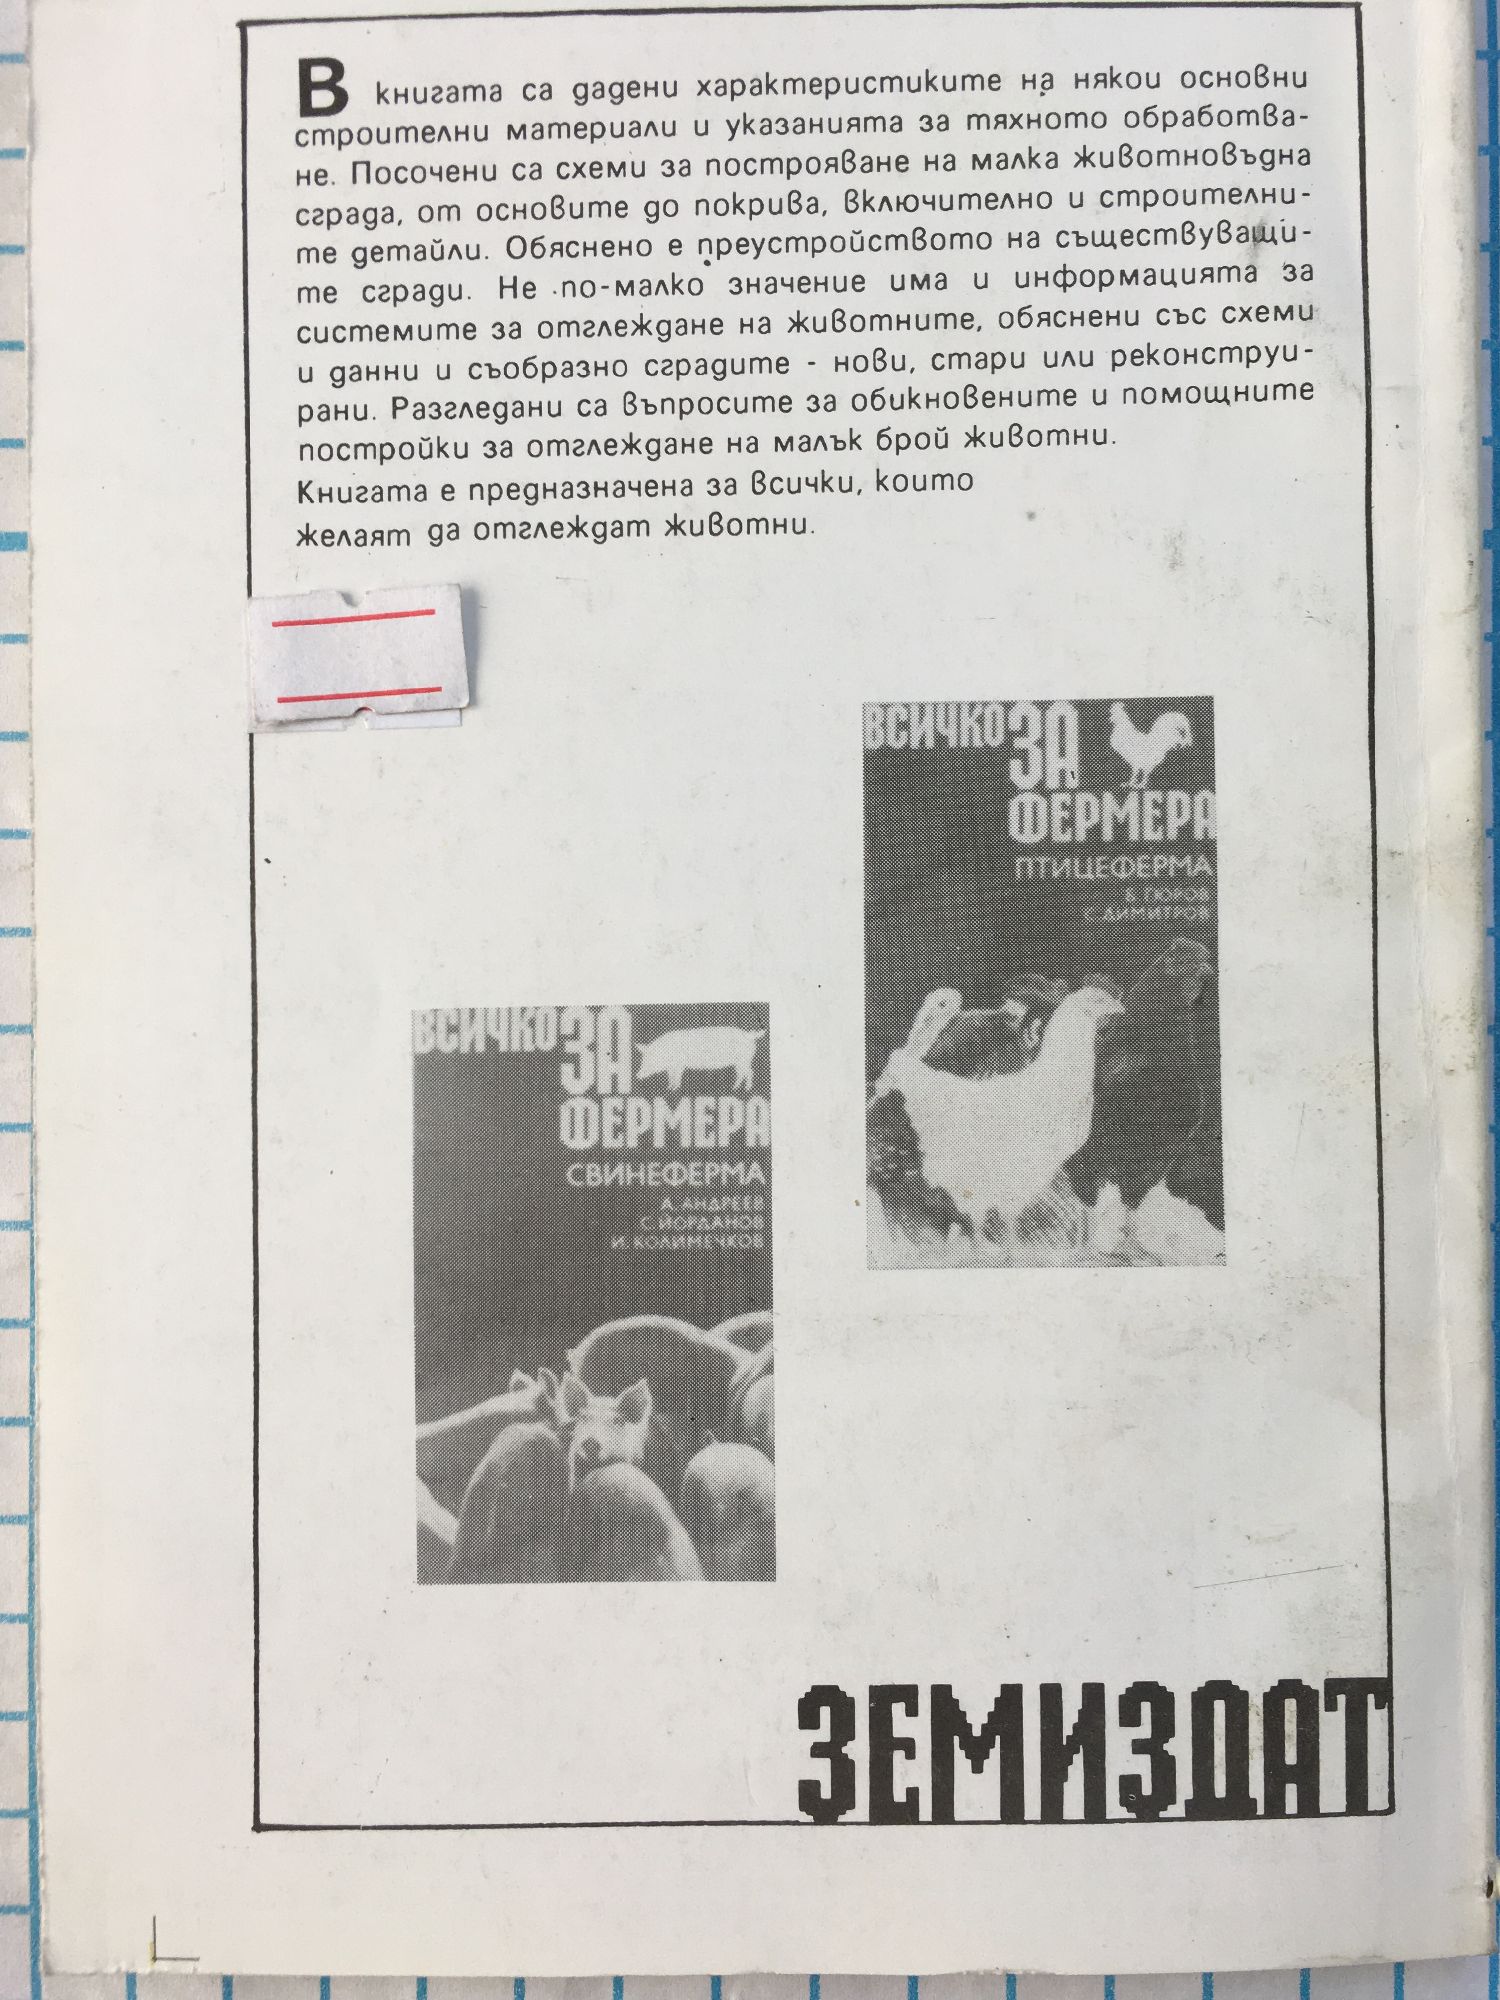 В книгата са дадени характеристиките на някои основни
строителни материали и указанията за тяхното обработва-
не. Посочени са схеми за построяване на малка животновъдна
сграда, от основите до покрива, включително и строителни-
те детайли. Обяснено е преустройството на съществуващи-
те сгради. Не по-малко значение има и информацията за
системите за отглеждане на животните, обяснени със схеми
и данни и съобразно сградите - нови, стари или реконструи-
рани. Разгледани са въпросите за обикновените и помощните
постройки за отглеждане на малък брой животни.
Книгата е предназначена за всички, които
желаят да отглеждат животни.
ВСИЧКО ЗА
ФЕРМЕРА
ПТИЦЕФЕРМА
С. ДИМИТРОВ
ВСИЧКО ЗА
ФЕРМЕРА
СВИНЕФЕРМА
А. АНДРЕЕВ
С. ЙОРДАНОВ
И. КОЛИМЕЧКОВ
ЗЕМИЗДАТ